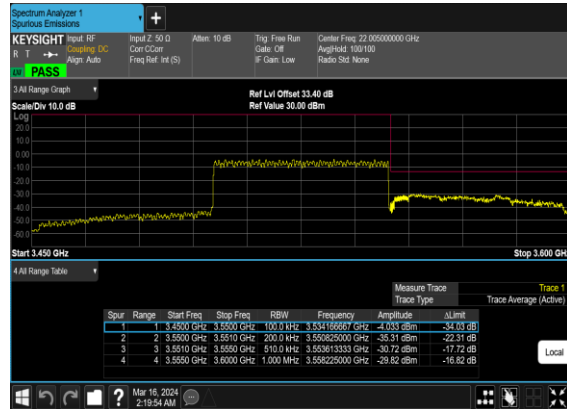 Spectrum Analyzer 1
Spurious Emissions
+
KEYSIGHT Input: RF Input Z: 50 Ω Atten: 10 dB Trig: Free Run Center Freq: 22.005000000 GHz
R T Coupling: DC Corr CCorr Gate: Off Avg|Hold: 100/100
Align: Auto Freq Ref: Int (S) IF Gain: Low Radio Std: None
PASS
3 All Range Graph
Ref Lvl Offset 33.40 dB
Scale/Div 10.0 dB Ref Value 30.00 dBm
Log
20.0
10.0
0.00
-10.0
-20.0
-30.0
-40.0
-50.0
-60.0
Start 3.450 GHz Stop 3.600 GH
4 All Range Table
Measure Trace Trace 1
Trace Type Trace Average (Active)
Spur Range Start Freq Stop Freq RBW Frequency Amplitude ΔLimit
1 1 3.4500 GHz 3.5500 GHz 100.0 kHz 3.534166667 GHz -4.033 dBm -34.03 dB
2 2 3.5500 GHz 3.5510 GHz 200.0 kHz 3.550825000 GHz -35.31 dBm -22.31 dB
3 3 3.5510 GHz 3.5550 GHz 510.0 kHz 3.553613333 GHz -30.72 dBm -17.72 dB
4 4 3.5550 GHz 3.6000 GHz 1.000 MHz 3.558225000 GHz -29.82 dBm -16.82 dB
Local
? Mar 16, 2024
2:19:54 AM